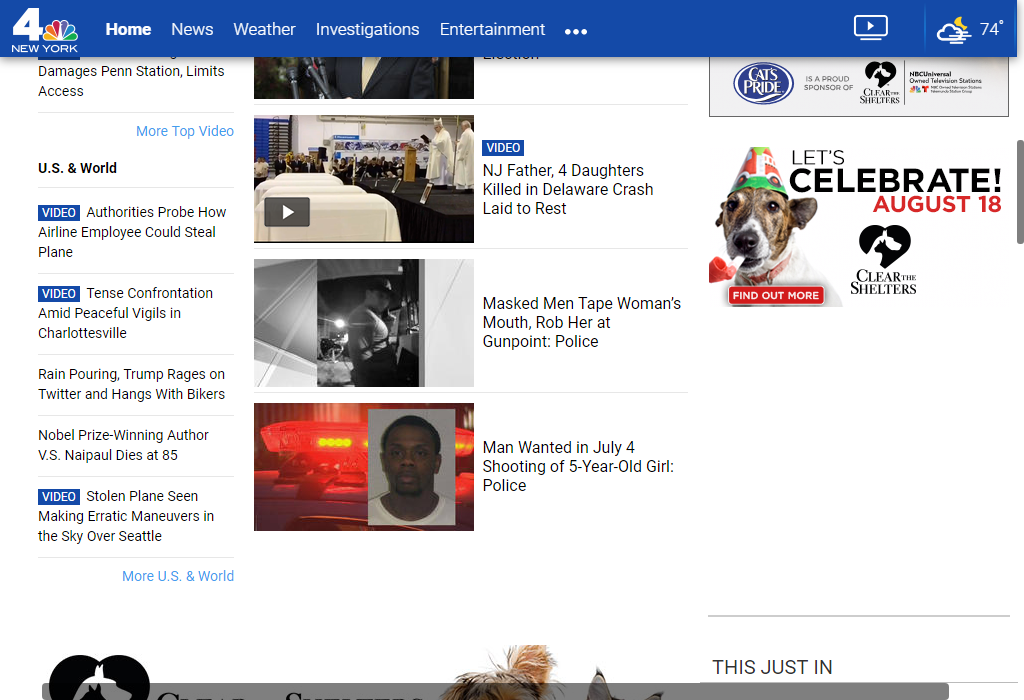 4
NEW YORK
Home
News
Weather
Investigations
Entertainment
74°
Damages Penn Station, Limits
Access
More Top Video
U.S. & World
VIDEO Authorities Probe How
Airline Employee Could Steal
Plane
VIDEO Tense Confrontation
Amid Peaceful Vigils in
Charlottesville
Rain Pouring, Trump Rages on
Twitter and Hangs With Bikers
Nobel Prize-Winning Author
V.S. Naipaul Dies at 85
VIDEO Stolen Plane Seen
Making Erratic Maneuvers in
the Sky Over Seattle
More U.S. & World
Election
VIDEO
NJ Father, 4 Daughters
Killed in Delaware Crash
Laid to Rest
Masked Men Tape Woman's
Mouth, Rob Her at
Gunpoint: Police
Man Wanted in July 4
Shooting of 5-Year-Old Girl:
Police
CAT'S
PRIDE
IS A PROUD
SPONSOR OF
CLEAR THE
SHELTERS
NBCUniversal
Owned Television Stations
LET'S
CELEBRATE!
AUGUST 18
CLEAR THE
SHELTERS
FIND OUT MORE
THIS JUST IN